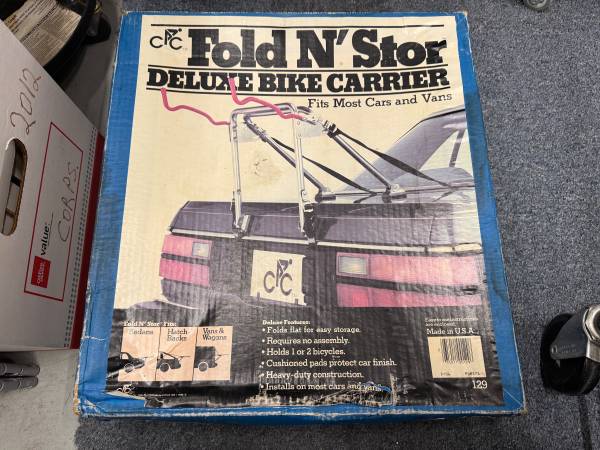 CPC
Fold N' Stor
DELUXE BIKE CARRIER
Fits Most Cars and Vans
2012
CORPS.
value
CPC
Fold N' Stor Fits:
Sedans
Hatch Backs
Vans & Wagons
Deluxe Features:
• Folds flat for easy storage.
• Requires no assembly.
• Holds 1 or 2 bicycles.
• Cushioned pads protect car finish.
• Heavy-duty construction.
• Installs on most cars and vans.
Made in U.S.A.
129